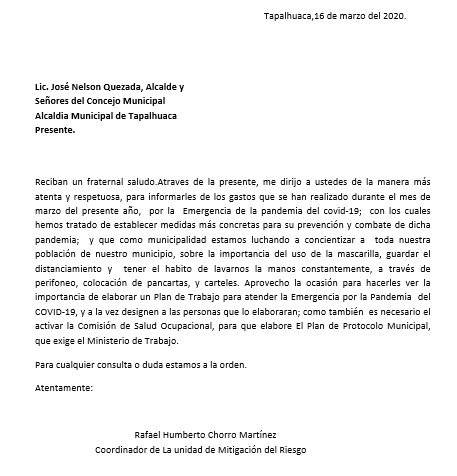 Tapalhuaca,16 de marzo del 2020.
Lic. José Nelson Quezada, Alcalde y
Señores del Concejo Municipal
Alcaldia Municipal de Tapalhuaca
Presente.
Reciban un fraternal saludo.Atraves de la presente, me dirijo a ustedes de la manera más
atenta y respetuosa, para informarles de los gastos que se han realizado durante el mes de
marzo del presente año, por la Emergencia de la pandemia del covid-19; con los cuales
hemos tratado de establecer medidas más concretas para su prevención y combate de dicha
pandemia; y que como municipalidad estamos luchando a concientizar a toda nuestra
población de nuestro municipio, sobre la importancia del uso de la mascarilla, guardar el
distanciamiento y tener el habito de lavarnos la manos constantemente, a través de
perifoneo, colocación de pancartas, y carteles. Aprovecho la ocasión para hacerles ver la
importancia de elaborar un Plan de Trabajo para atender la Emergencia por la Pandemia del
COVID-19, y a la vez designen a las personas que lo elaboraran; como también es necesario el
activar la Comisión de Salud Ocupacional, para que elabore El Plan de Protocolo Municipal,
que exige el Ministerio de Trabajo.
Para cualquier consulta o duda estamos a la orden.
Atentamente:
Rafael Humberto Chorro Martínez
Coordinador de La unidad de Mitigación del Riesgo